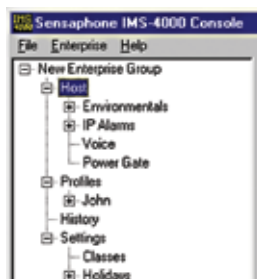 Sensaphone IMS-4000 Console
File Enterprise Help
New Enterprise Group
Host
Environmentals
IP Alarms
Voice
Power Gate
Profiles
John
History
Settings
Classes
Holidays